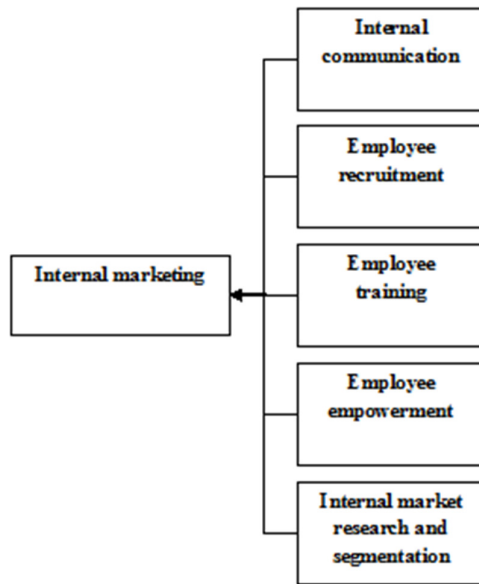 Internal
communication
Employee
recruitment
Internal marketing
Employee
training
Employee
empowerment
Internal market
research and
segmentation